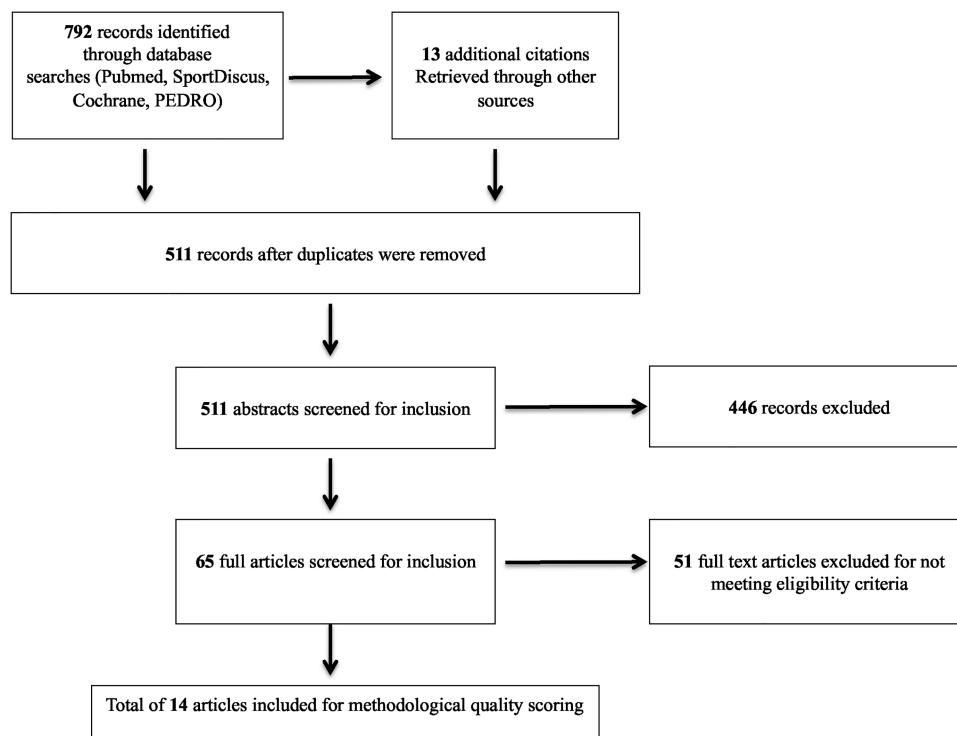 792 records identified
through database
searches (Pubmed, SportDiscus,
Cochrane, PEDRO)
13 additional citations
Retrieved through other
sources
511 records after duplicates were removed
511 abstracts screened for inclusion
446 records excluded
65 full articles screened for inclusion
51 full text articles excluded for not
meeting eligibility criteria
Total of 14 articles included for methodological quality scoring